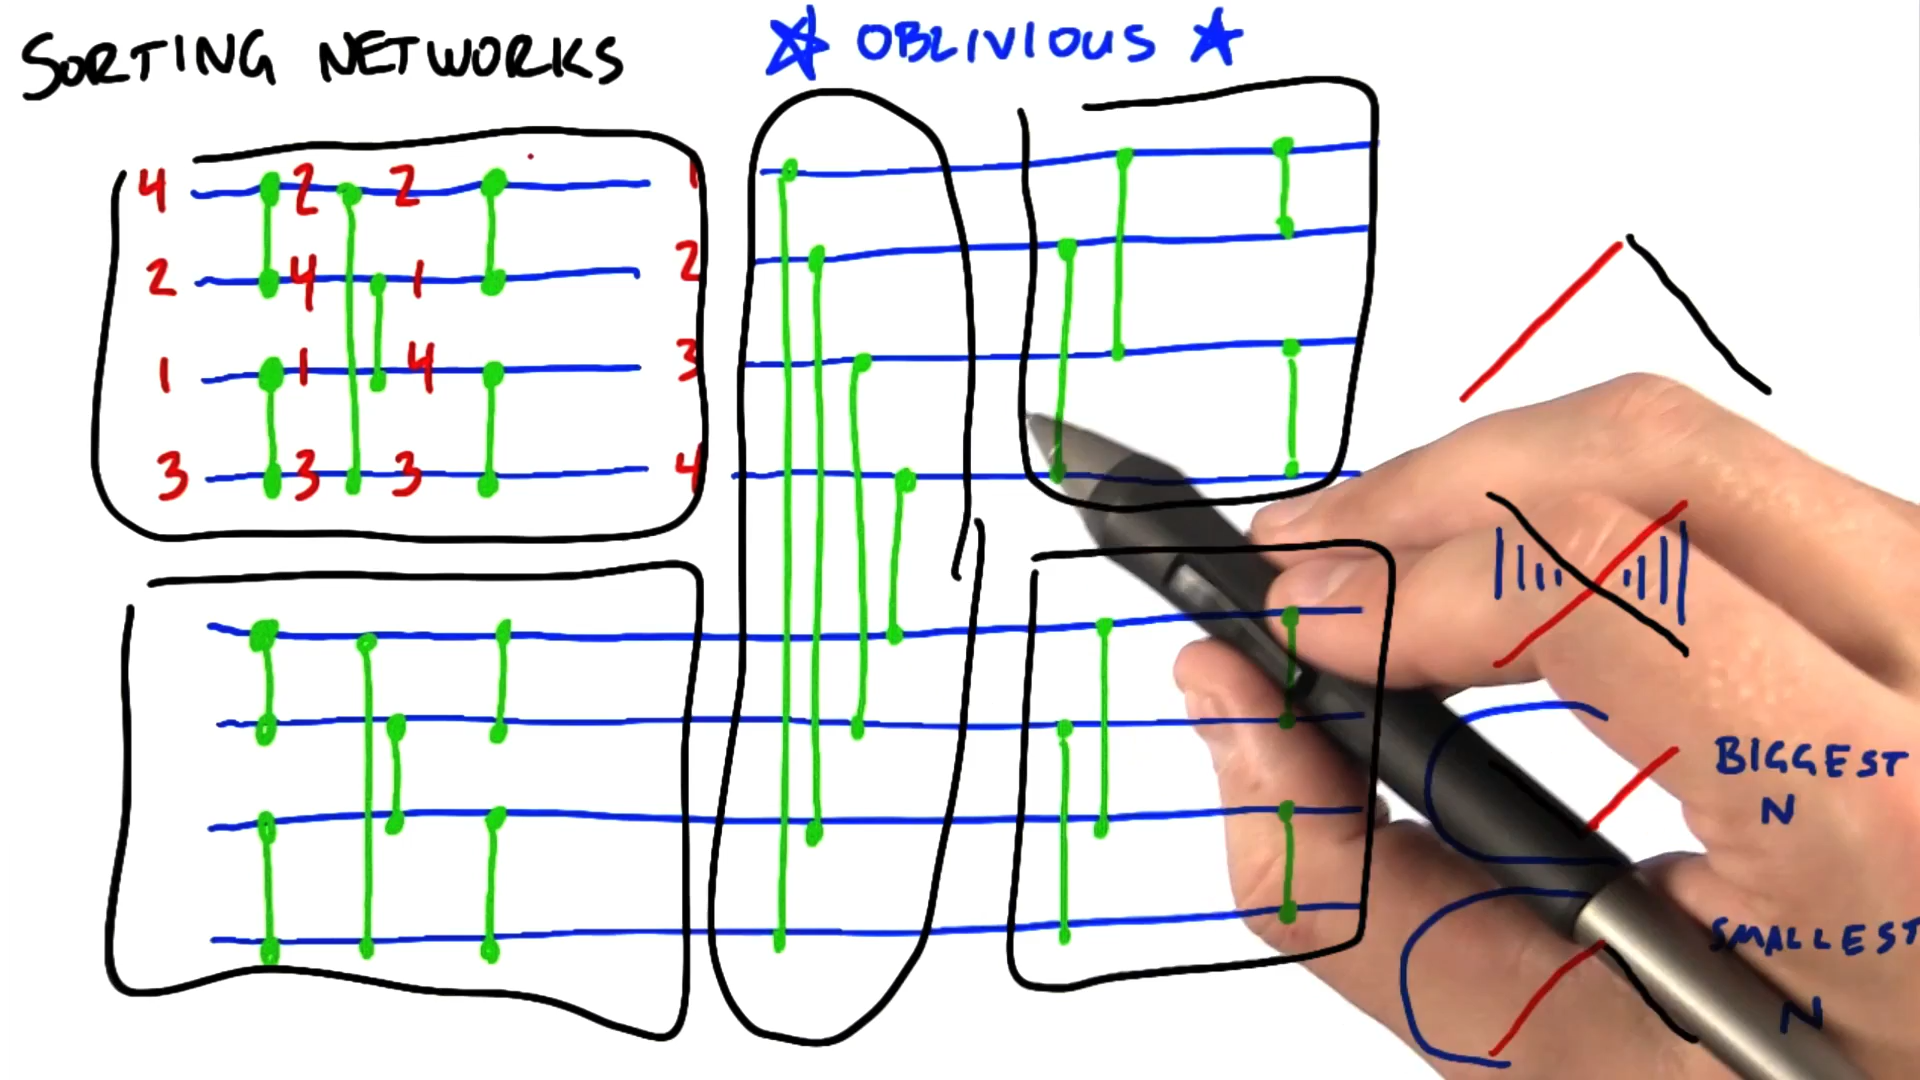 SORTING NETWORKS
OBLIVIOUS
4 2 2 1
2 4 1 2
1 1 4 3
3 3 3 4
BIGGEST
N
SMALLEST
N